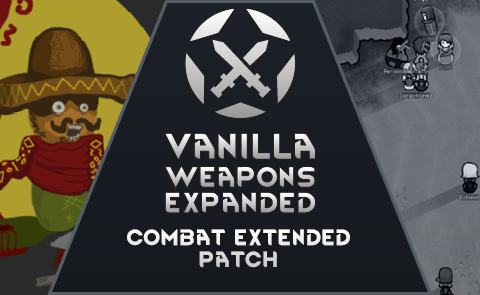 VANILLA
WEAPONS
EXPANDED
COMBAT EXTENDED
PATCH